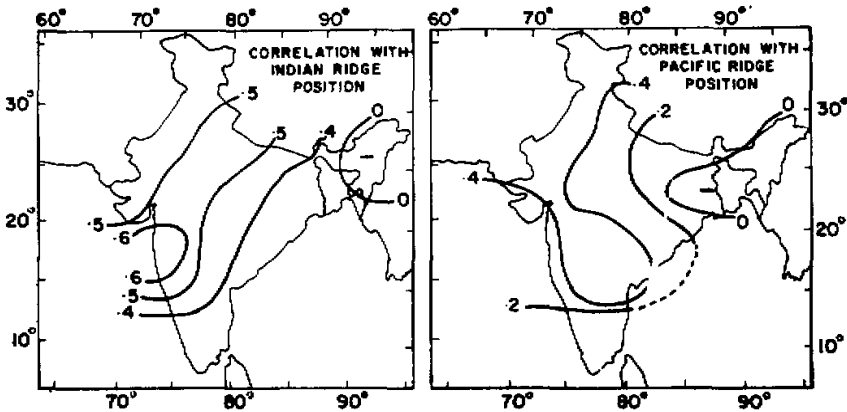 60° 70° 80° 90°
CORRELATION WITH
INDIAN RIDGE
POSITION
30°
20°
10°
.5
.5
.4
0
0
.5
.6
.6
.5
.4
70° 80° 90°
60° 70° 80° 90°
CORRELATION WITH
PACIFIC RIDGE
POSITION
.4
.2
0
.4
0
.2
30°
20°
10°
70° 80° 90°